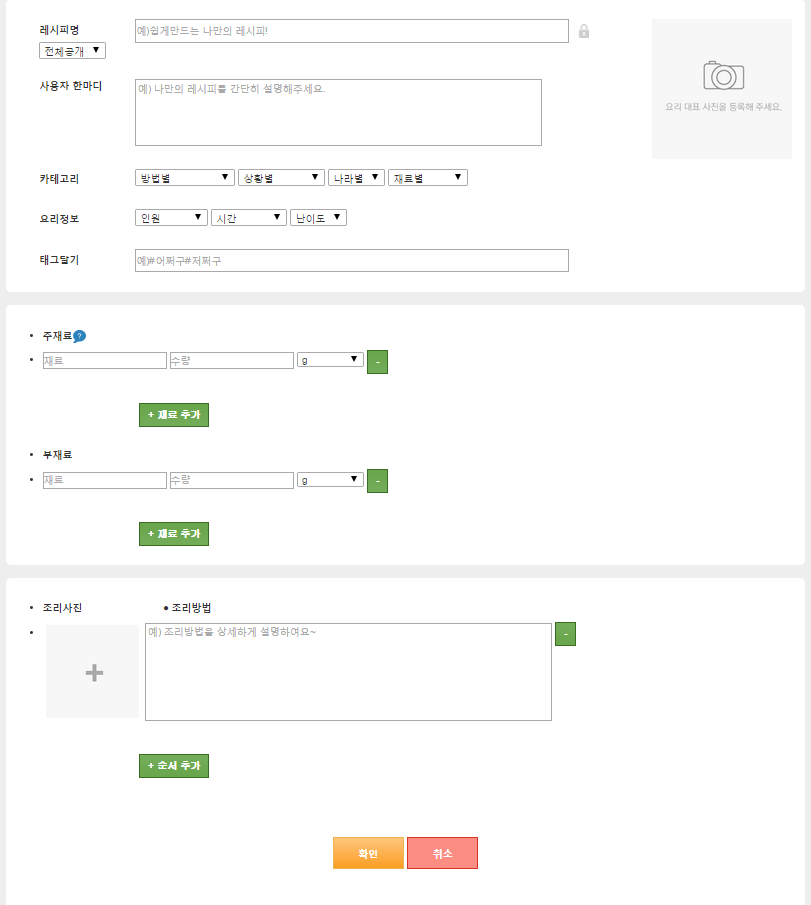 레시피명
예)쉽게만드는 나만의 레시피!
전체공개
요리 대표 사진을 등록해 주세요.
사용자 한마디
예) 나만의 레시피를 간단히 설명해주세요.
카테고리 방법별 상황별 나라별 재료별
요리정보 인원 시간 난이도
태그달기 예)#어쩌구#저쩌구
• 주재료 ?
• 재료 수량 g -
+ 재료 추가
• 부재료
• 재료 수량 g -
+ 재료 추가
• 조리사진 • 조리방법
• + 예) 조리방법을 상세하게 설명하여요~ -
+ 순서 추가
확인 취소